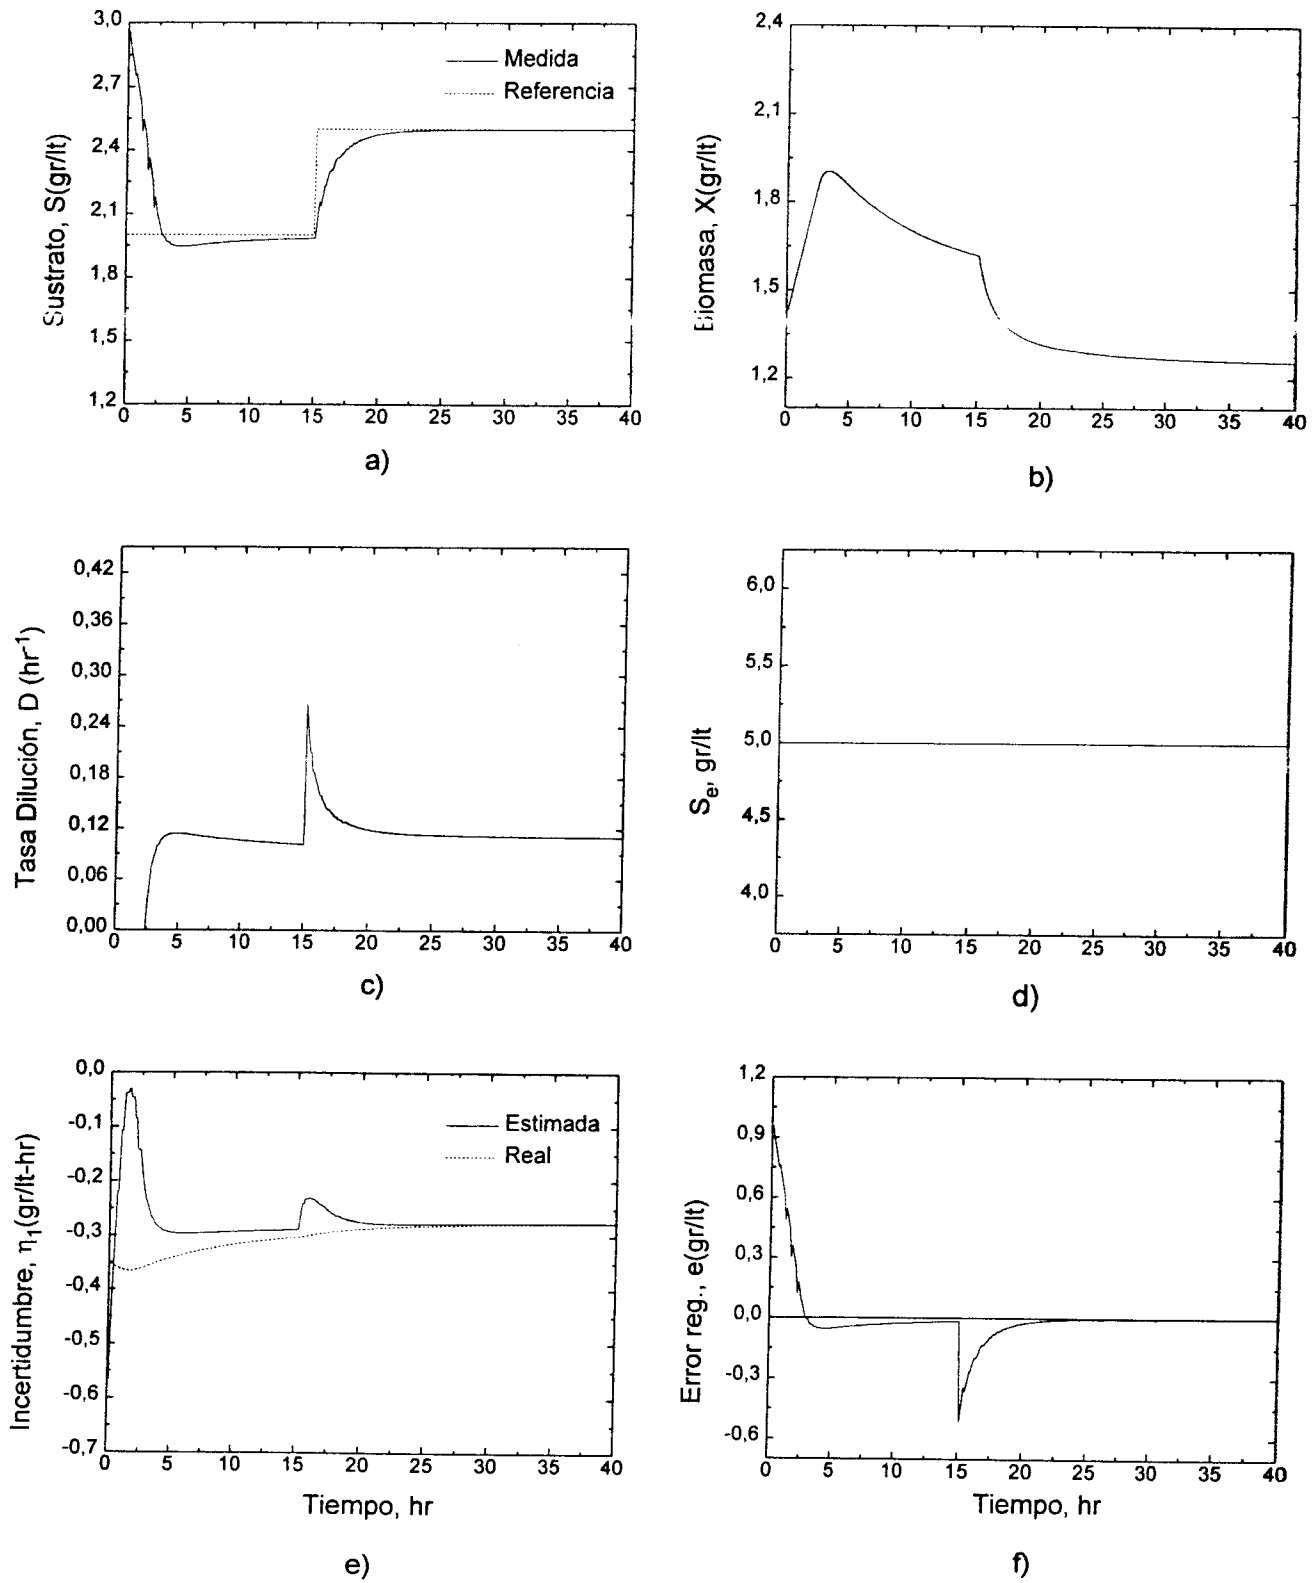 3,0
2,7
2,4
2,1
1,8
1,5
1,2
Sustrato, S(gr/lt)
Medida
Referencia
0 5 10 15 20 25 30 35 40
a)
2,4
2,1
1,8
1,5
1,2
Biomasa, X(gr/lt)
0 5 10 15 20 25 30 35 40
b)
0,42
0,36
0,30
0,24
0,18
0,12
0,06
0,00
Tasa Dilución, D (hr⁻¹)
0 5 10 15 20 25 30 35 40
c)
6,0
5,5
5,0
4,5
4,0
Sₑ, gr/lt
0 5 10 15 20 25 30 35 40
d)
0,0
-0,1
-0,2
-0,3
-0,4
-0,5
-0,6
-0,7
Incertidumbre, η₁(gr/lt-hr)
Estimada
Real
0 5 10 15 20 25 30 35 40
Tiempo, hr
e)
1,2
0,9
0,6
0,3
0,0
-0,3
-0,6
Error reg., e(gr/lt)
0 5 10 15 20 25 30 35 40
Tiempo, hr
f)